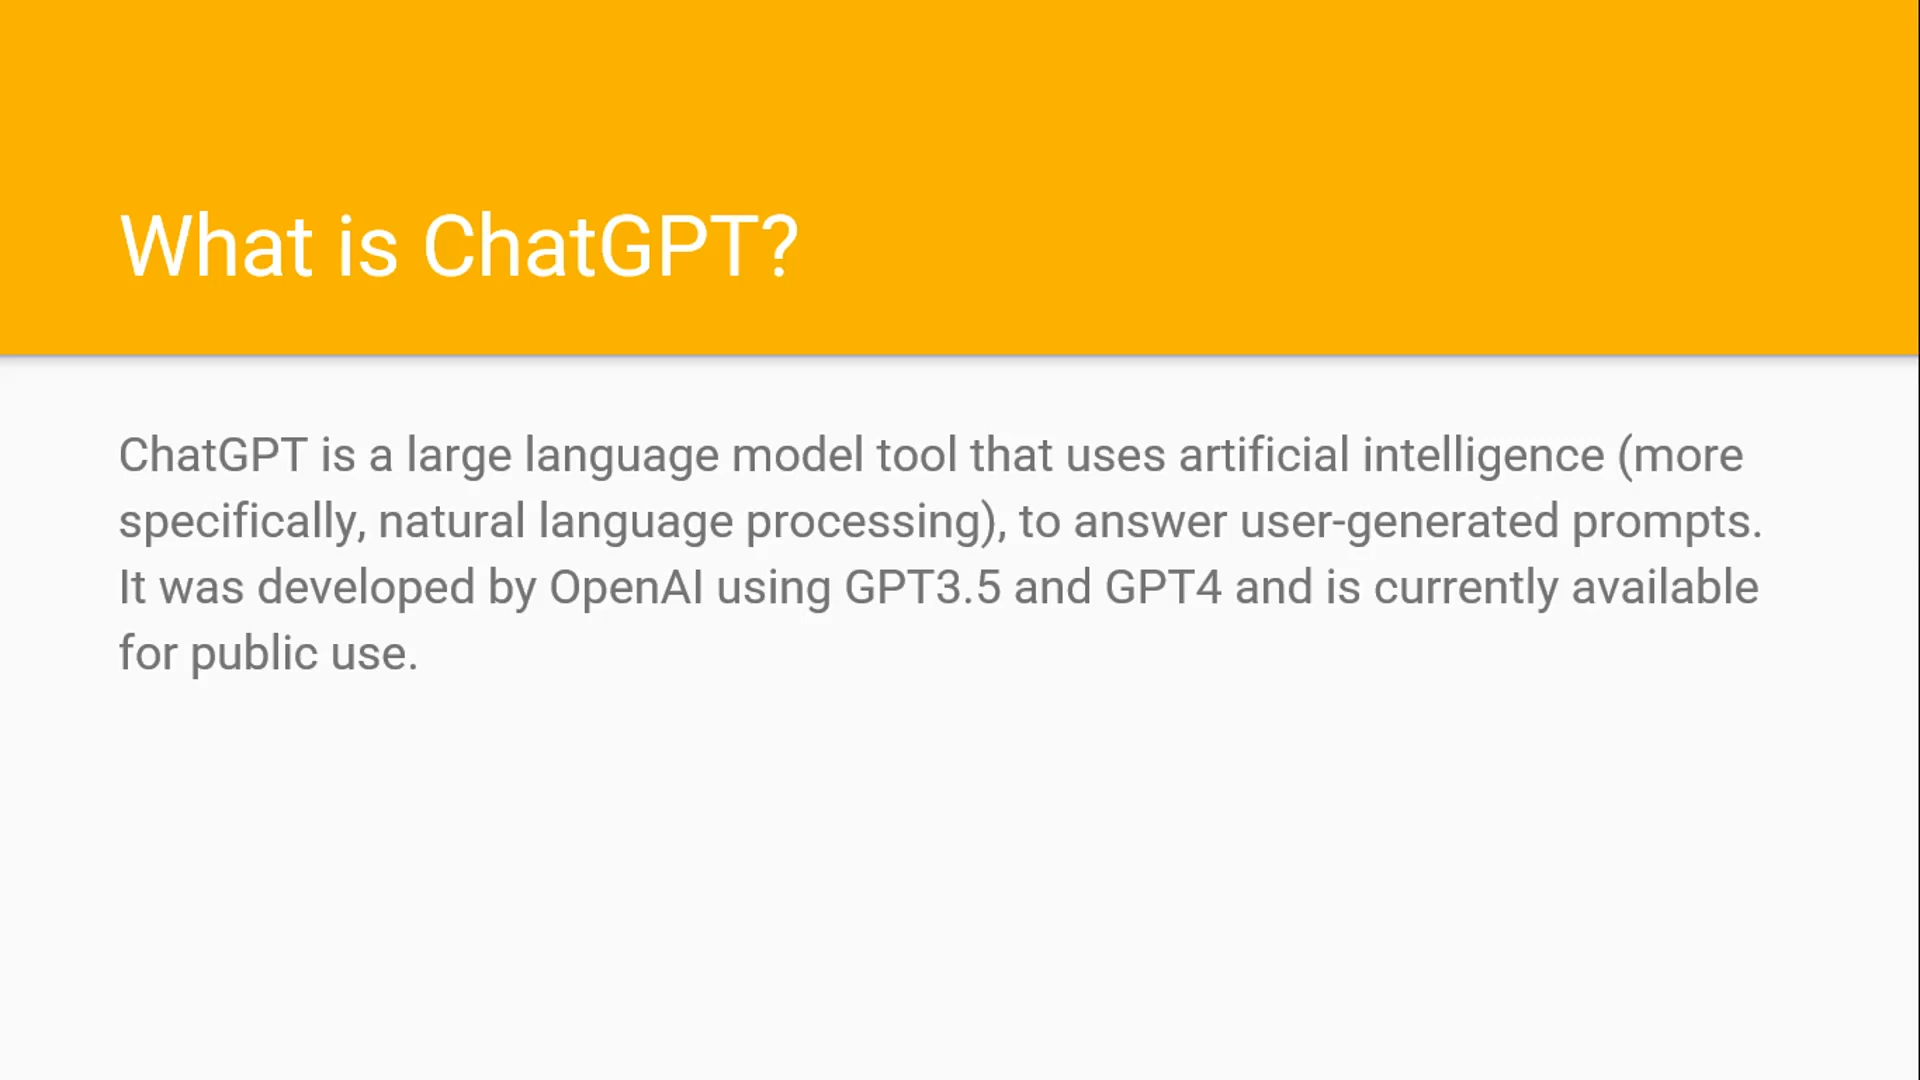 What is ChatGPT?
ChatGPT is a large language model tool that uses artificial intelligence (more
specifically, natural language processing), to answer user-generated prompts.
It was developed by OpenAI using GPT3.5 and GPT4 and is currently available
for public use.